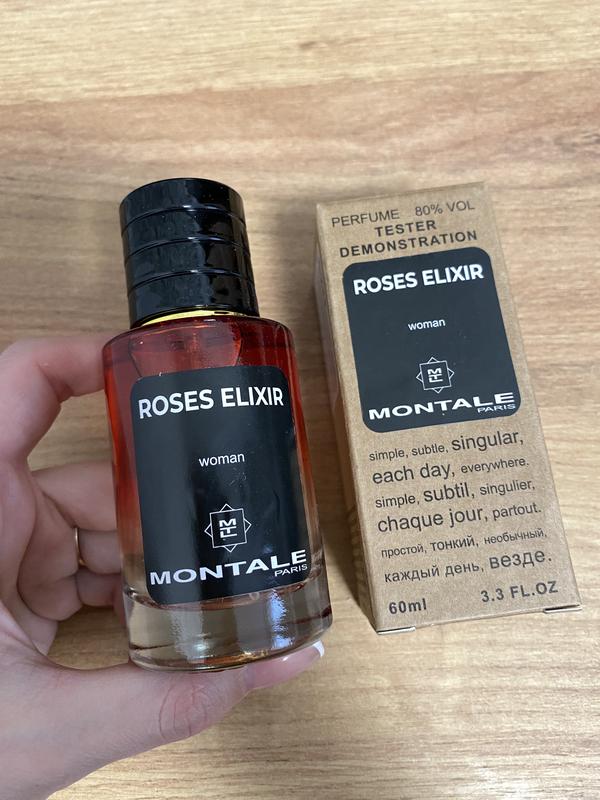 ROSES ELIXIR
woman
MONTALE
PARIS
PERFUME 80% VOL
TESTER
DEMONSTRATION
ROSES ELIXIR
woman
MONTALE
PARIS
simple, subtle, singular,
each day, everywhere.
simple, subtil, singulier,
chaque jour, partout.
простой, тонкий, необычный,
каждый день, везде.
60ml 3.3 FL.OZ